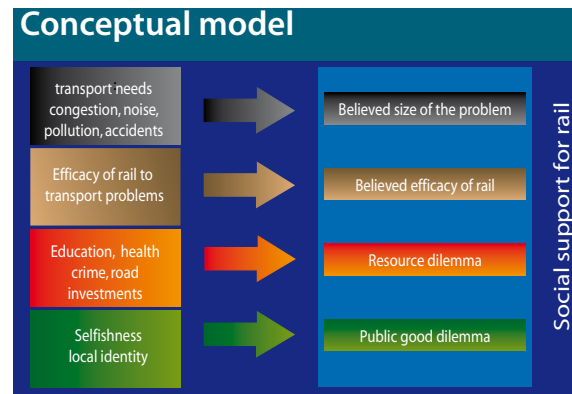 Conceptual model
transport needs
congestion, noise,
pollution, accidents
Believed size of the problem
Efficacy of rail to
transport problems
Believed efficacy of rail
Education, health
crime, road
investments
Resource dilemma
Selfishness
local identity
Public good dilemma
Social support for rail